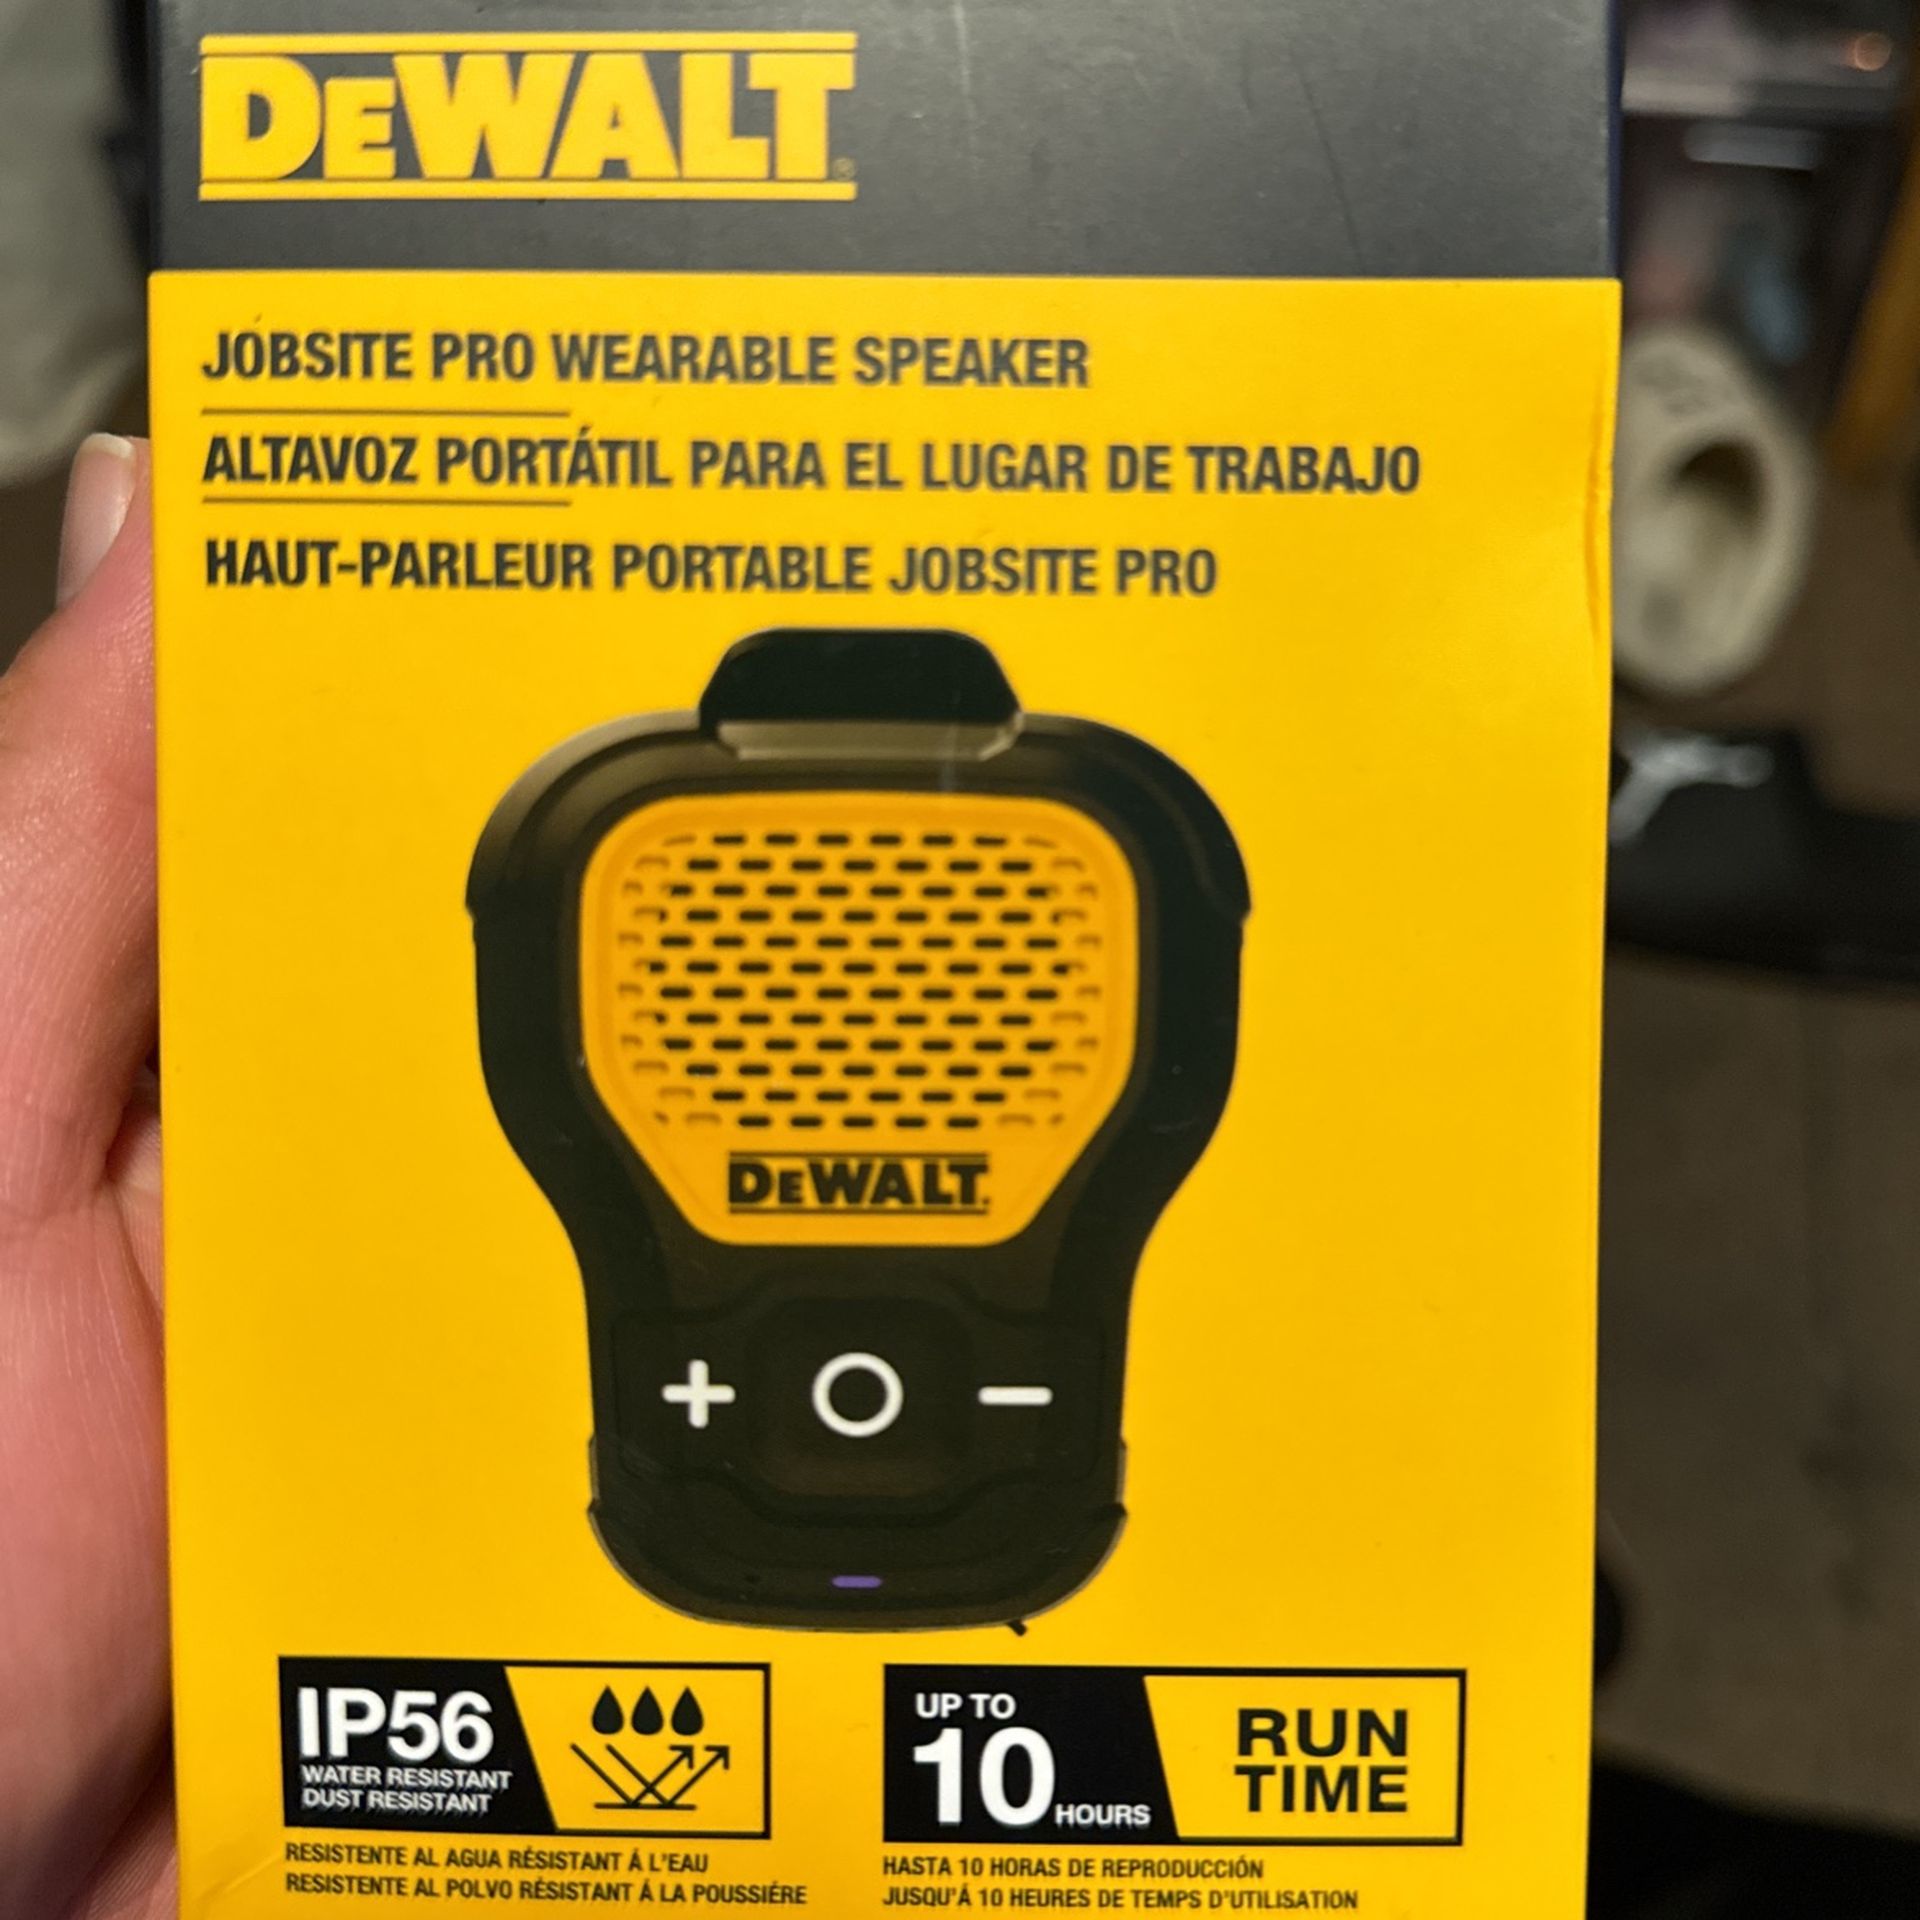 DEWALT®
JOBSITE PRO WEARABLE SPEAKER
ALTAVOZ PORTÁTIL PARA EL LUGAR DE TRABAJO
HAUT-PARLEUR PORTABLE JOBSITE PRO
DEWALT.
+ O −
IP56
WATER RESISTANT
DUST RESISTANT
RESISTENTE AL AGUA RÉSISTANT Á L'EAU
RESISTENTE AL POLVO RÉSISTANT Á LA POUSSIÉRE
UP TO
10 HOURS
RUN
TIME
HASTA 10 HORAS DE REPRODUCCIÓN
JUSQU'Á 10 HEURES DE TEMPS D'UTILISATION